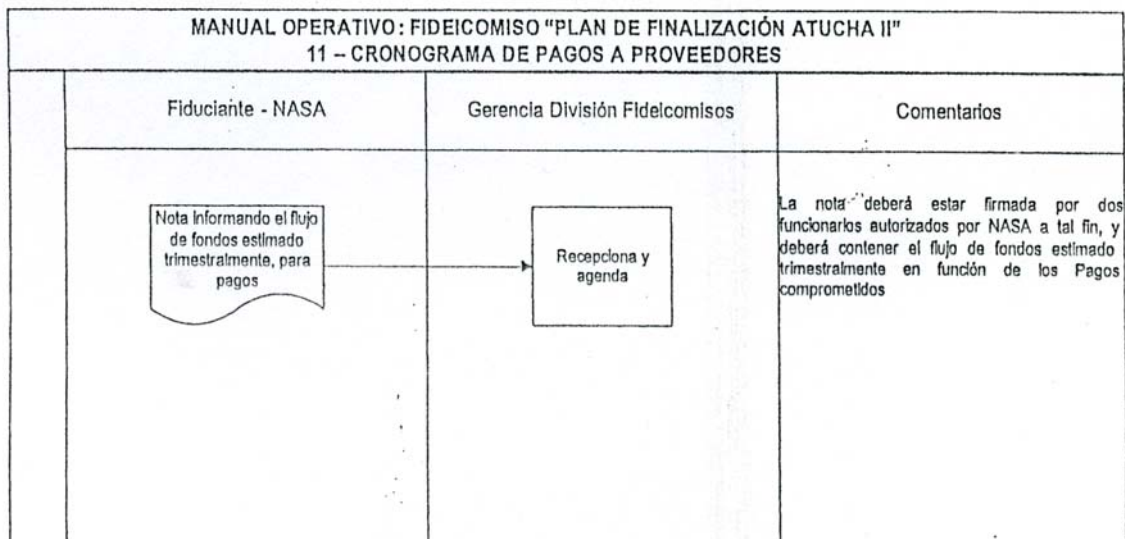 MANUAL OPERATIVO: FIDEICOMISO "PLAN DE FINALIZACIÓN ATUCHA II"
11 – CRONOGRAMA DE PAGOS A PROVEEDORES
Fiduciante - NASA
Gerencia División Fideicomisos
Comentarios
Nota Informando el flujo
de fondos estimado
trimestralmente, para
pagos
Recepciona y
agenda
La nota deberá estar firmada por dos
funcionarios autorizados por NASA a tal fin, y
deberá contener el flujo de fondos estimado
trimestralmente en función de los Pagos
comprometidos